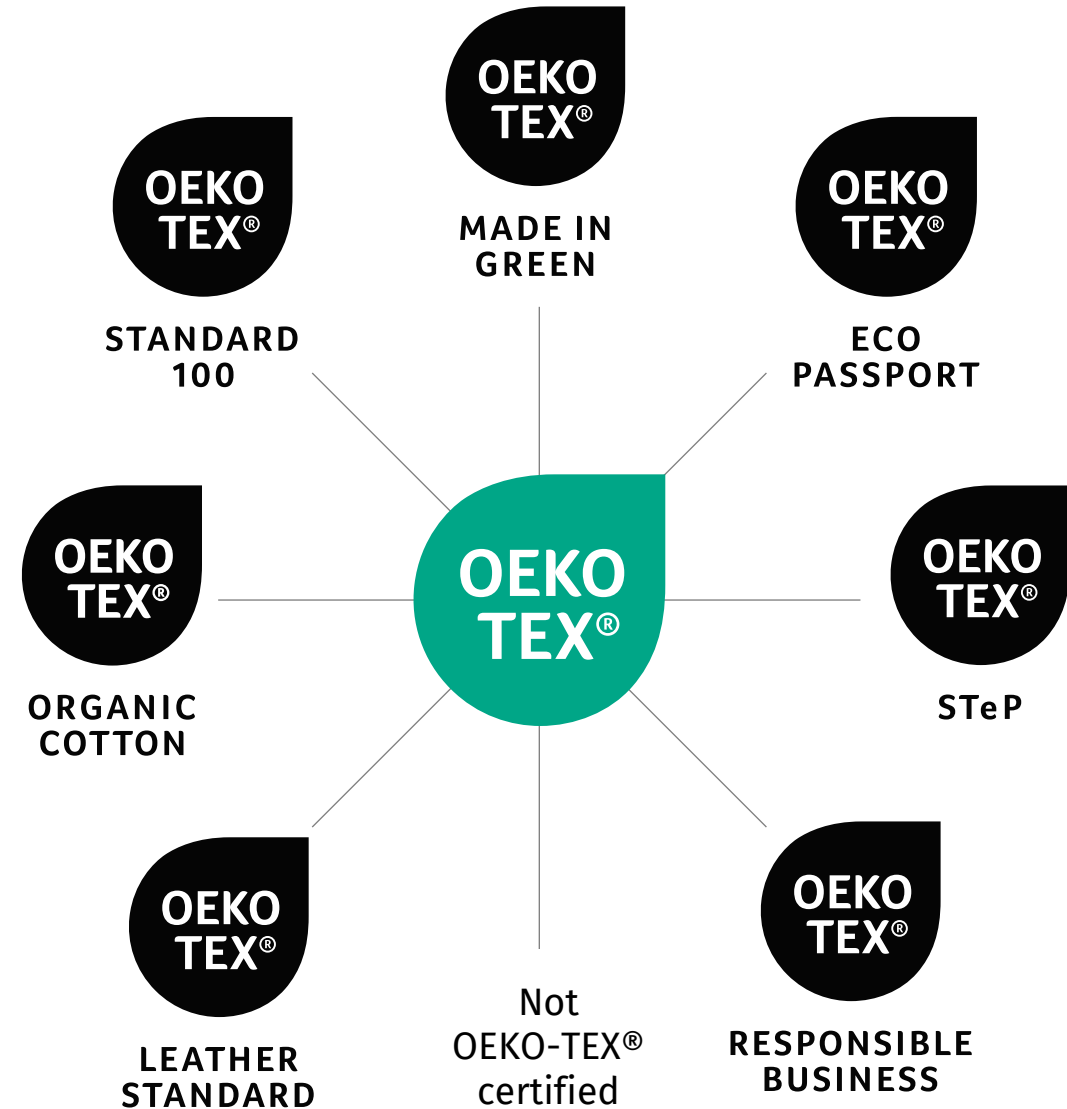 OEKO
TEX®
MADE IN
GREEN
OEKO
TEX®
STANDARD
100
OEKO
TEX®
ECO
PASSPORT
OEKO
TEX®
ORGANIC
COTTON
OEKO
TEX®
OEKO
TEX®
STeP
OEKO
TEX®
LEATHER
STANDARD
Not
OEKO-TEX®
certified
OEKO
TEX®
RESPONSIBLE
BUSINESS